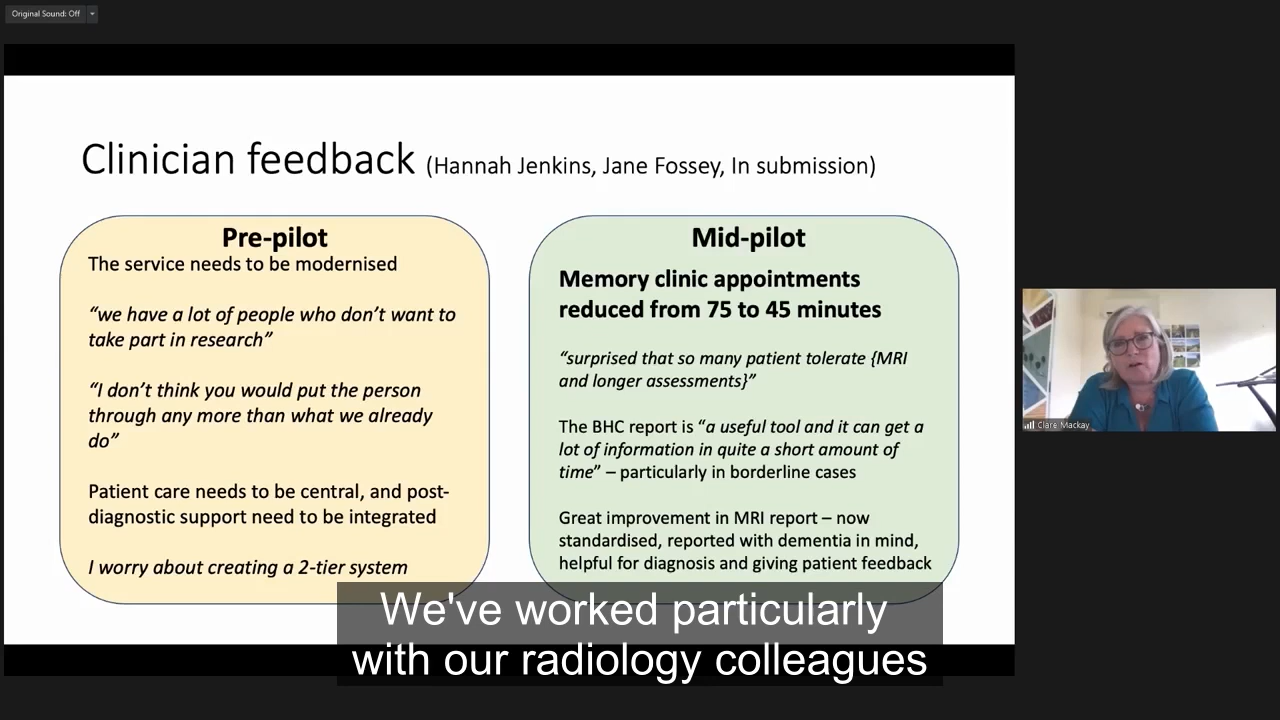 Original Sound: Off
Clinician feedback (Hannah Jenkins, Jane Fossey, In submission)
Pre-pilot
The service needs to be modernised
“we have a lot of people who don’t want to
take part in research”
“I don’t think you would put the person
through any more than what we already
do”
Patient care needs to be central, and post-
diagnostic support need to be integrated
I worry about creating a 2-tier system
Mid-pilot
Memory clinic appointments
reduced from 75 to 45 minutes
“surprised that so many patient tolerate {MRI
and longer assessments}”
The BHC report is “a useful tool and it can get a
lot of information in quite a short amount of
time” – particularly in borderline cases
Great improvement in MRI report – now
standardised, reported with dementia in mind,
helpful for diagnosis and giving patient feedback
Clare Mackay
We've worked particularly
with our radiology colleagues